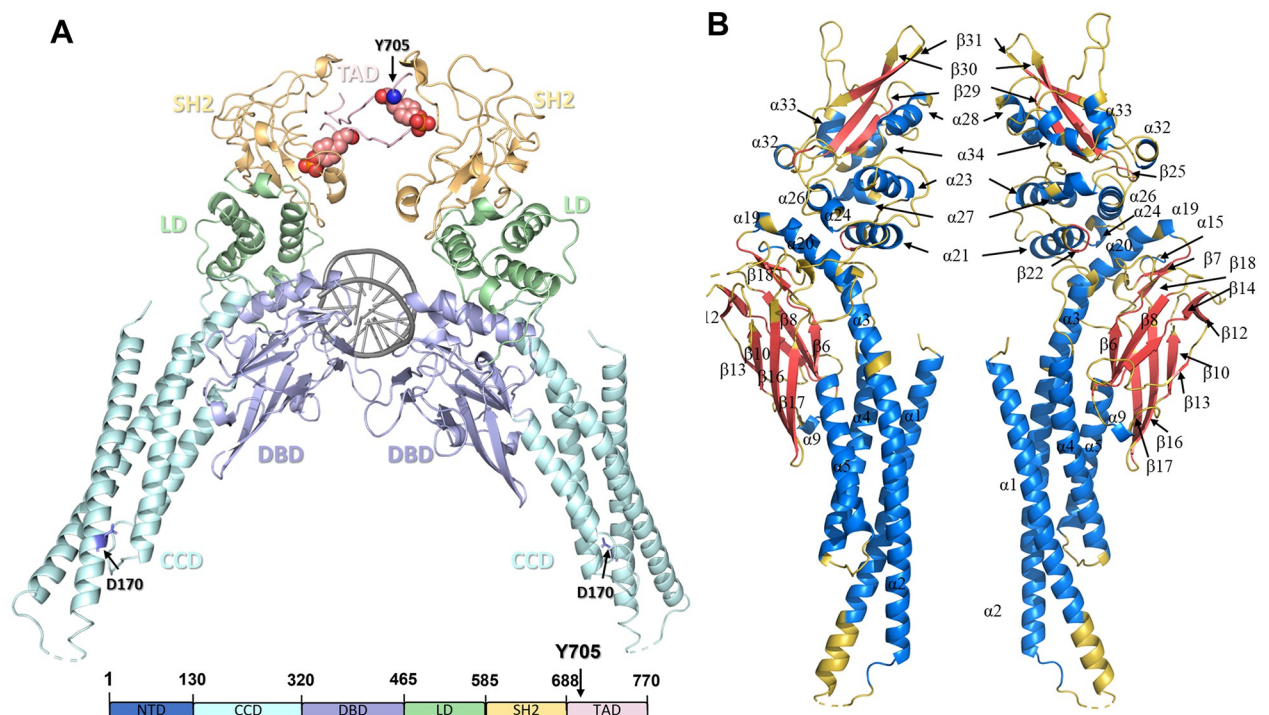 A
Y705
TAD
SH2
SH2
LD
LD
DBD
DBD
CCD
CCD
D170
D170
Y705
1 130 320 465 585 688 770
NTD CCD DBD LD SH2 TAD
B
β31
β30
β29
α33
α28
α33
α32
α32
α34
β25
α23
α26
α26
α27
α24
α24
α19
α19
α15
α20
α20
α21
β22
β7
β18
β18
β14
l2
β8
α3
α3
β8
β12
β6
β6
β10
β10
β13
β13
β16
β17
α4
α1
α9
α9
β16
α4
α5
β17
α5
α1
α2
α2